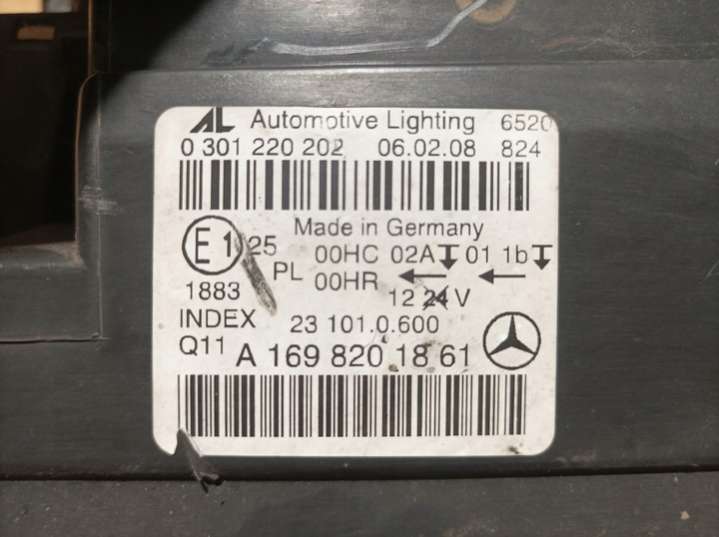 AL Automotive Lighting 6520
0 301 220 202 06.02.08 824
Made in Germany
E1 25 00HC 02A 01 1b
PL 00HR
1883 12 24 V
INDEX 23 101.0.600
Q11 A 169 820 18 61